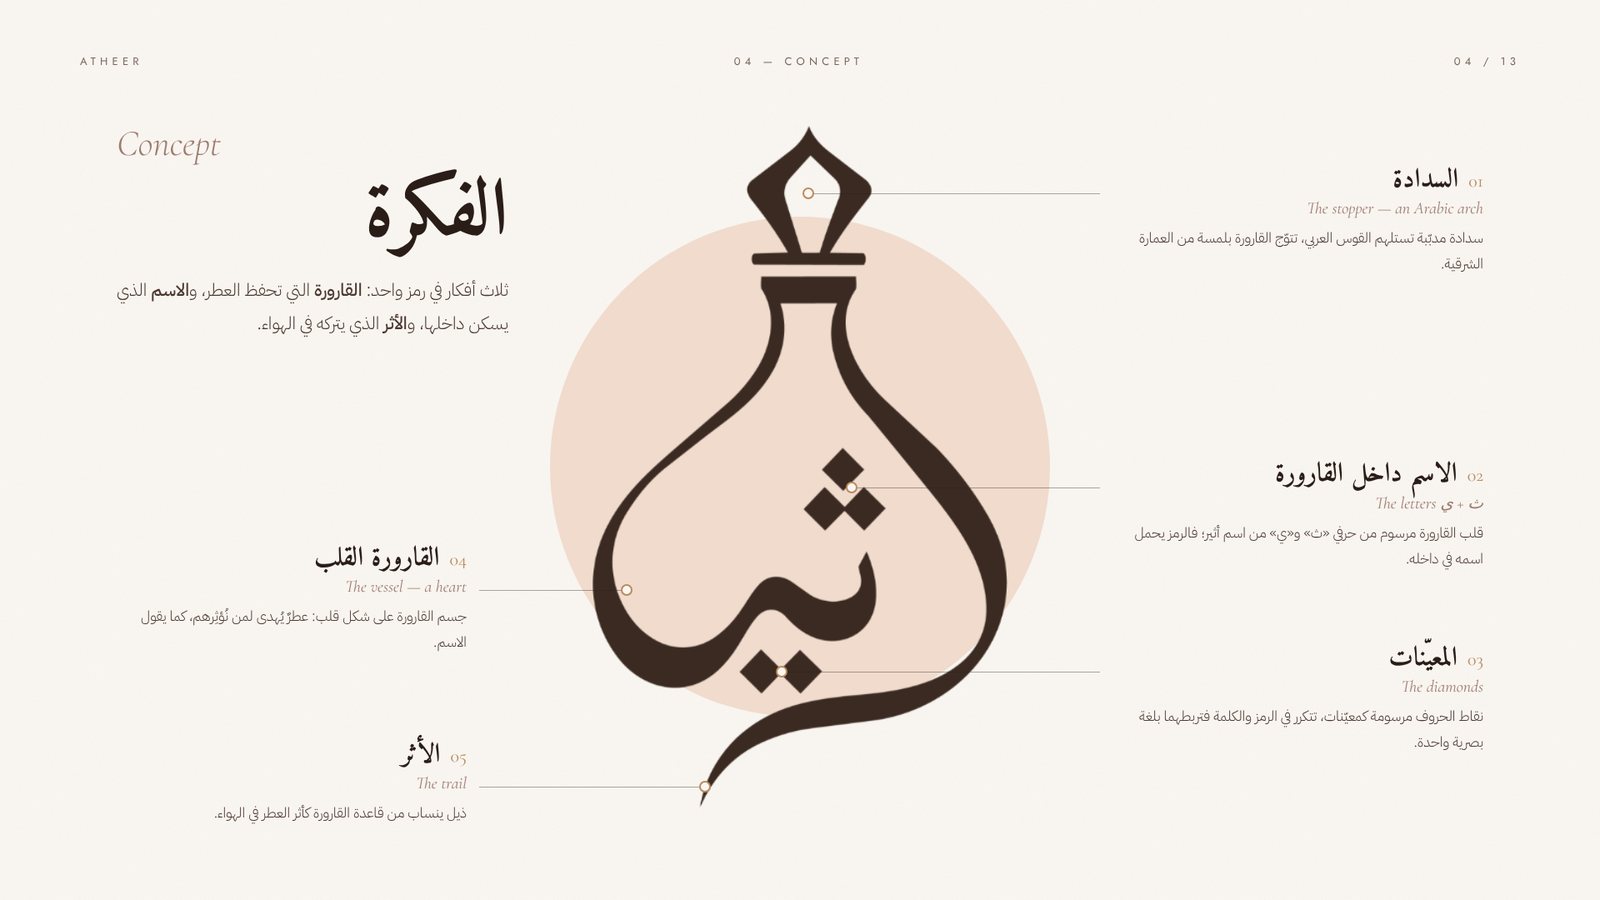 ATHEER
04 — CONCEPT
04 / 13
Concept
الفكرة
ثلاث أفكار في رمز واحد: القارورة التي تحفظ العطر، والاسم الذي
يسكن داخلها، والأثر الذي يتركه في الهواء.
01 السدادة
The stopper — an Arabic arch
سدادة مدبّبة تستلهم القوس العربي، تتوّج القارورة بلمسة من العمارة
الشرقية.
02 الاسم داخل القارورة
The letters ث + ي
قلب القارورة مرسوم من حرفي «ث» و«ي» من اسم أثير؛ فالرمز يحمل
اسمه في داخله.
03 المعيّنات
The diamonds
نقاط الحروف مرسومة كمعيّنات، تتكرر في الرمز والكلمة فتربطهما بلغة
بصرية واحدة.
04 القارورة القلب
The vessel — a heart
جسم القارورة على شكل قلب: عطرٌ يُهدى لمن نُؤثِرهم، كما يقول
الاسم.
05 الأثر
The trail
ذيل ينساب من قاعدة القارورة كأثر العطر في الهواء.
ثي